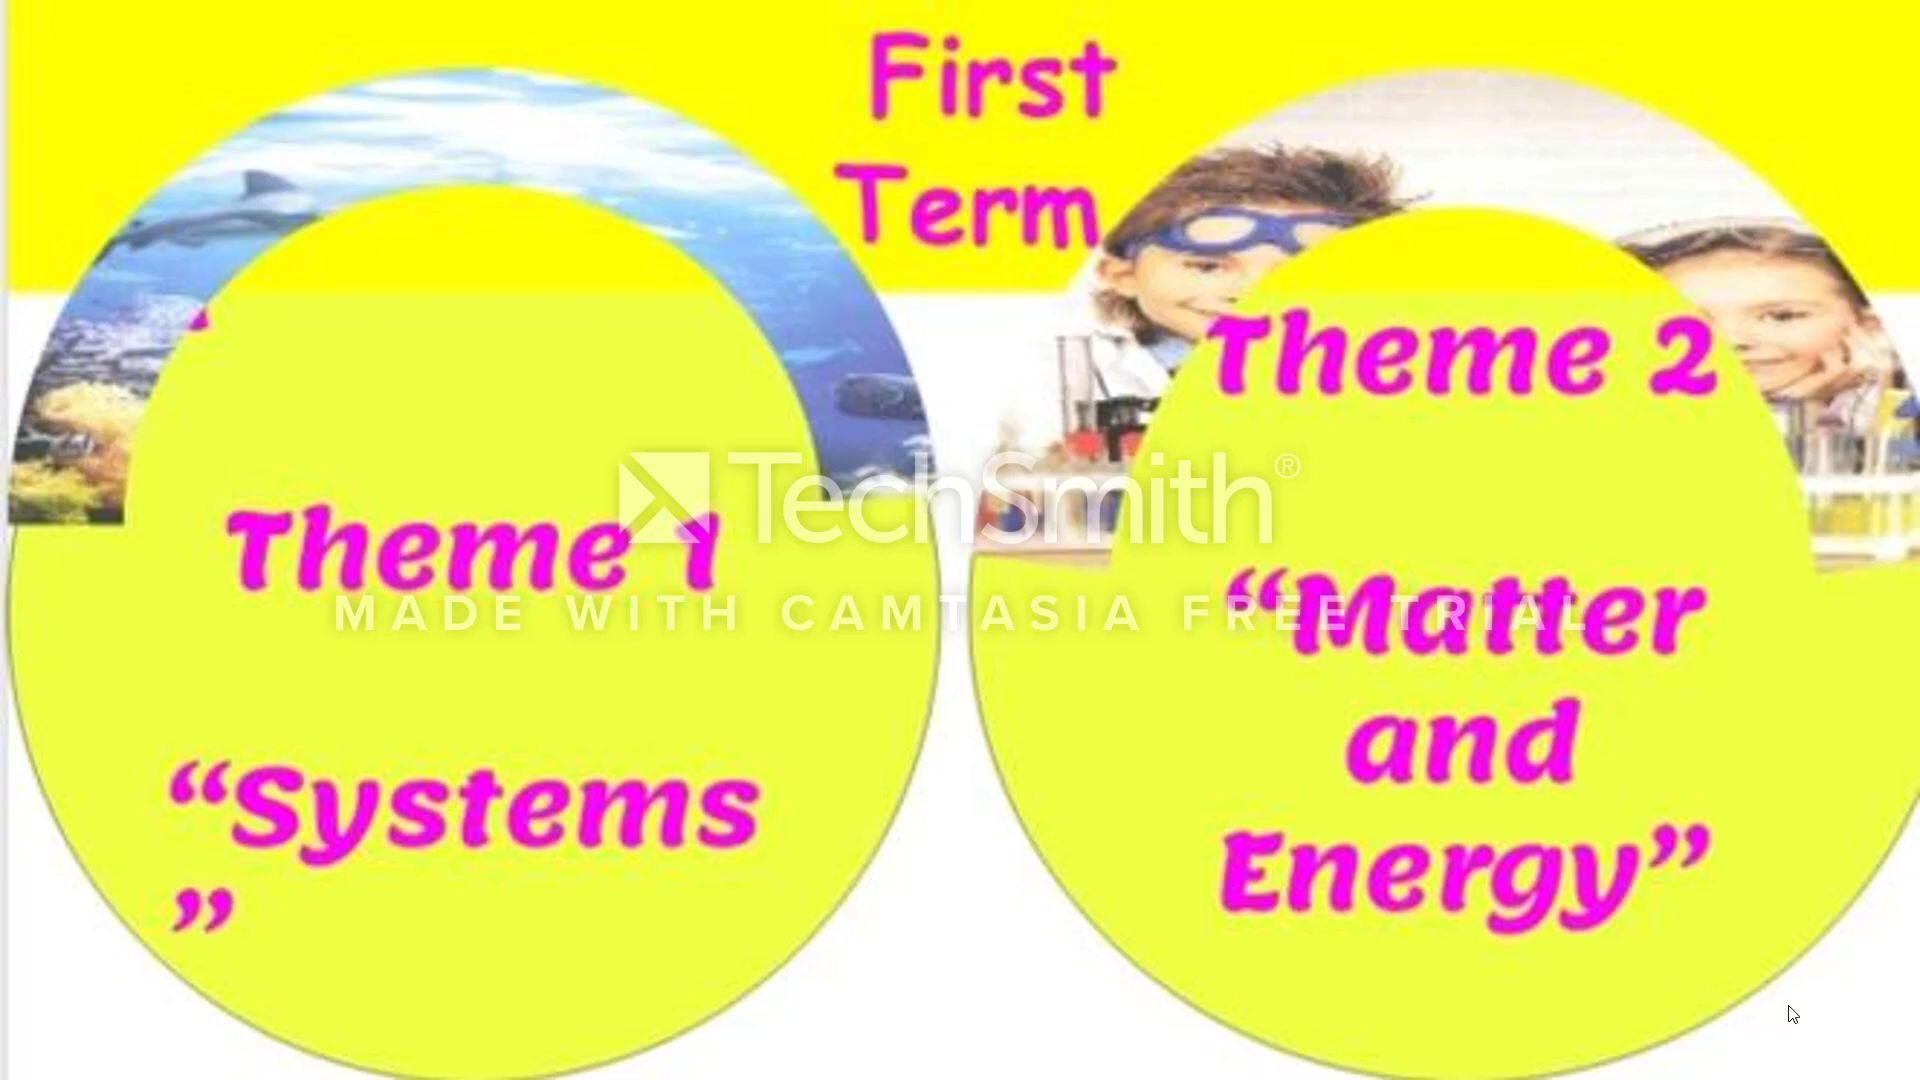 First
Term
Theme 1
“Systems
”
Theme 2
“Matter
and
Energy”
TechSmith®
MADE WITH CAMTASIA FREE TRIAL